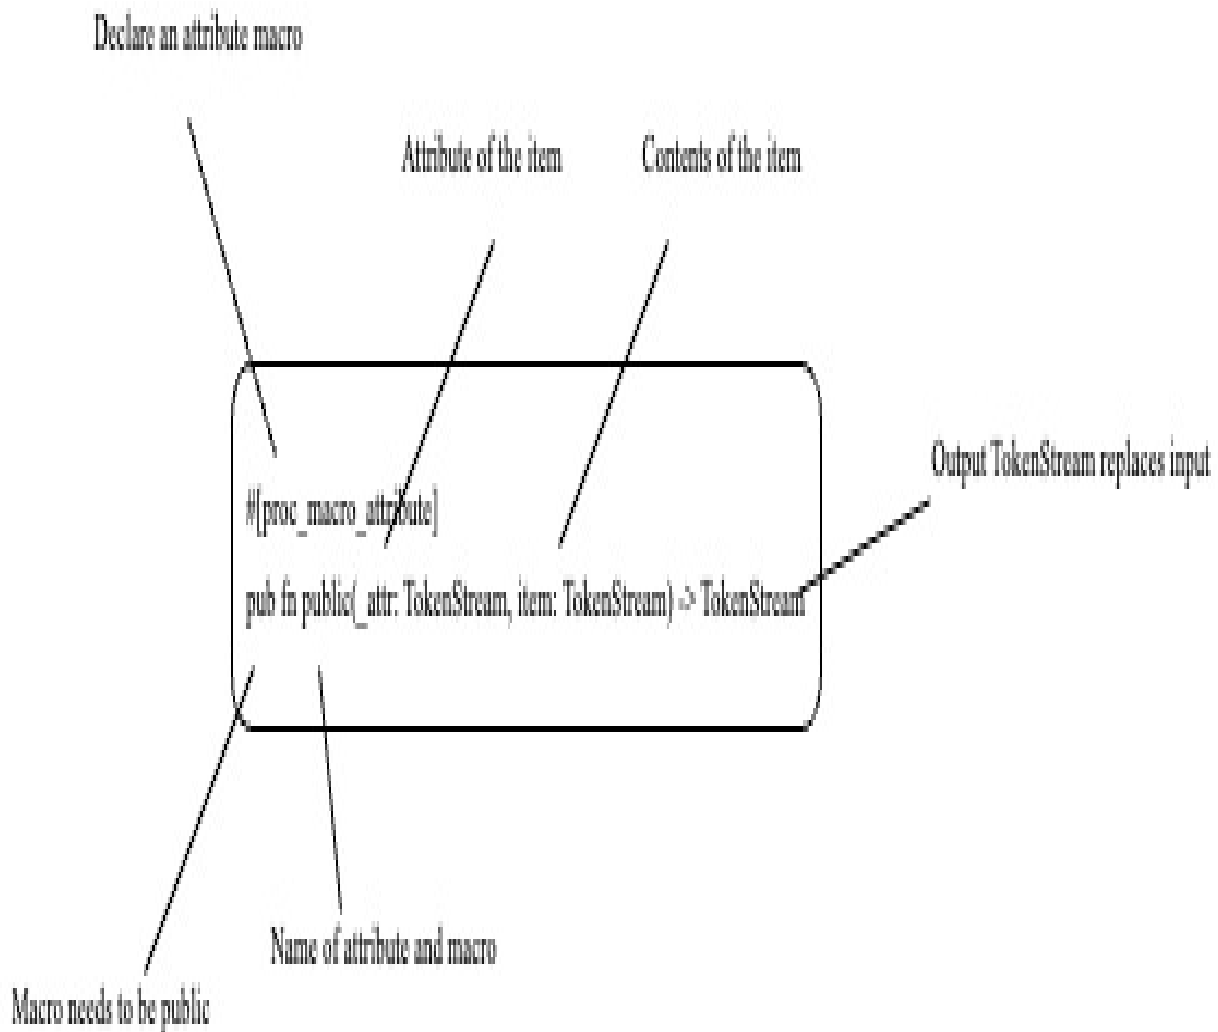 Declare an attribute macro
Attribute of the item
Contents of the item
Output TokenStream replaces input
#[proc_macro_attribute]
pub fn public(_attr: TokenStream, item: TokenStream) -> TokenStream
Name of attribute and macro
Macro needs to be public